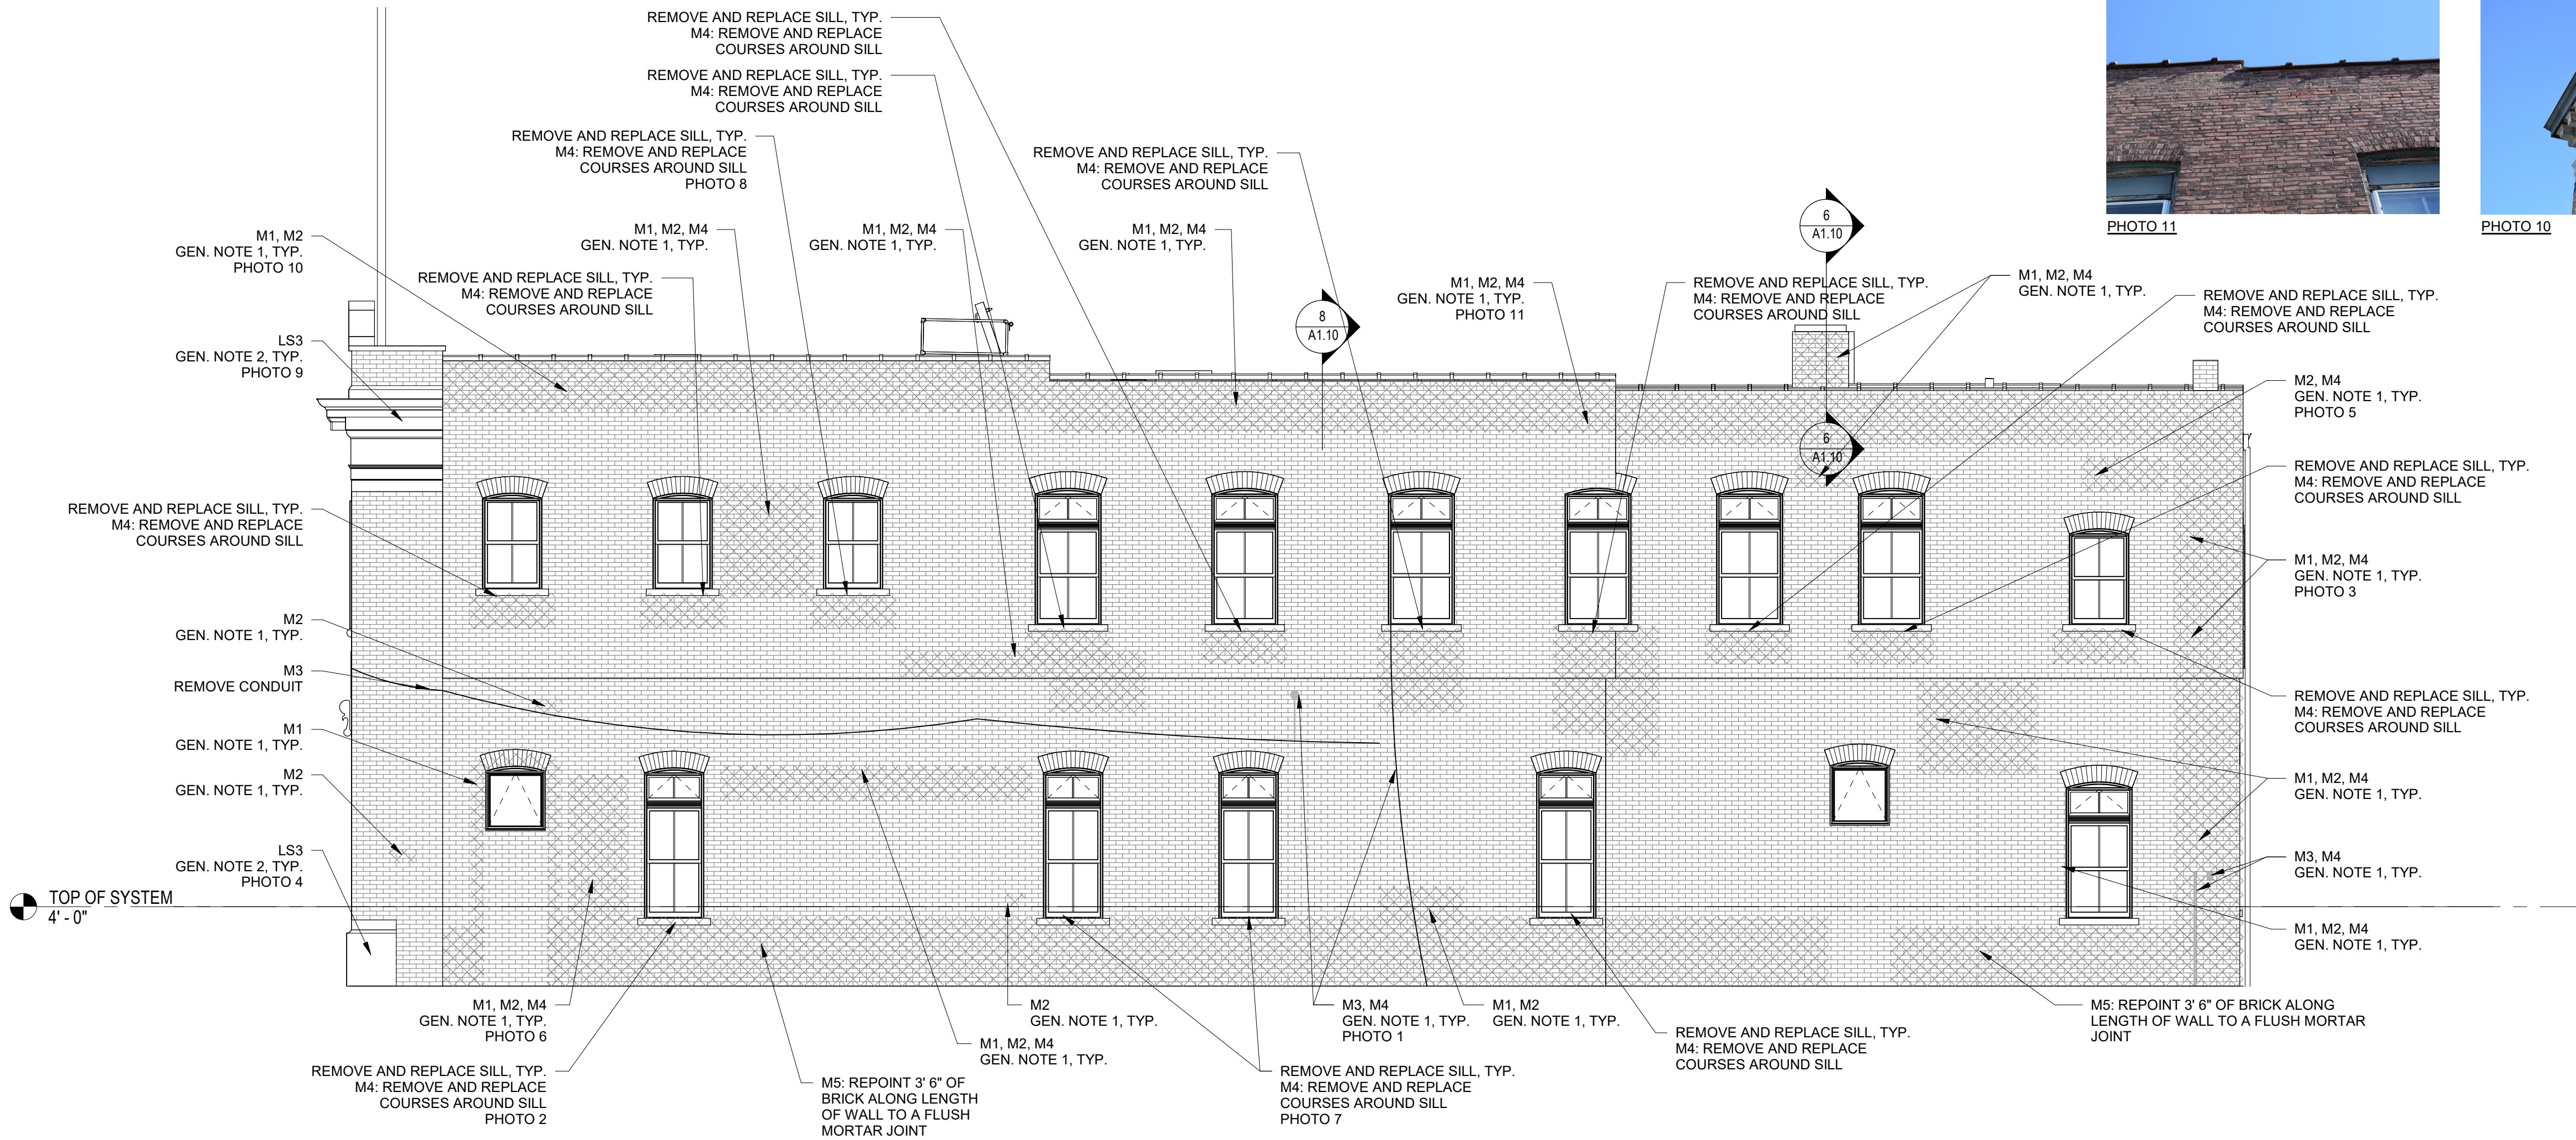 REMOVE AND REPLACE SILL, TYP.
M4: REMOVE AND REPLACE
COURSES AROUND SILL
REMOVE AND REPLACE SILL, TYP.
M4: REMOVE AND REPLACE
COURSES AROUND SILL
REMOVE AND REPLACE SILL, TYP.
M4: REMOVE AND REPLACE
COURSES AROUND SILL
PHOTO 8
REMOVE AND REPLACE SILL, TYP.
M4: REMOVE AND REPLACE
COURSES AROUND SILL
PHOTO 11
PHOTO 10
M1, M2
GEN. NOTE 1, TYP.
PHOTO 10
M1, M2, M4
GEN. NOTE 1, TYP.
M1, M2, M4
GEN. NOTE 1, TYP.
M1, M2, M4
GEN. NOTE 1, TYP.
6
A1.10
REMOVE AND REPLACE SILL, TYP.
M4: REMOVE AND REPLACE
COURSES AROUND SILL
M1, M2, M4
GEN. NOTE 1, TYP.
PHOTO 11
REMOVE AND REPLACE SILL, TYP.
M4: REMOVE AND REPLACE
COURSES AROUND SILL
M1, M2, M4
GEN. NOTE 1, TYP.
REMOVE AND REPLACE SILL, TYP.
M4: REMOVE AND REPLACE
COURSES AROUND SILL
8
A1.10
LS3
GEN. NOTE 2, TYP.
PHOTO 9
M2, M4
GEN. NOTE 1, TYP.
PHOTO 5
6
A1.10
REMOVE AND REPLACE SILL, TYP.
M4: REMOVE AND REPLACE
COURSES AROUND SILL
REMOVE AND REPLACE SILL, TYP.
M4: REMOVE AND REPLACE
COURSES AROUND SILL
M1, M2, M4
GEN. NOTE 1, TYP.
PHOTO 3
M2
GEN. NOTE 1, TYP.
M3
REMOVE CONDUIT
REMOVE AND REPLACE SILL, TYP.
M4: REMOVE AND REPLACE
COURSES AROUND SILL
M1
GEN. NOTE 1, TYP.
M2
GEN. NOTE 1, TYP.
M1, M2, M4
GEN. NOTE 1, TYP.
LS3
GEN. NOTE 2, TYP.
PHOTO 4
M3, M4
GEN. NOTE 1, TYP.
TOP OF SYSTEM
4' - 0"
M1, M2, M4
GEN. NOTE 1, TYP.
M1, M2, M4
GEN. NOTE 1, TYP.
PHOTO 6
M2
GEN. NOTE 1, TYP.
M3, M4
GEN. NOTE 1, TYP.
PHOTO 1
M1, M2
GEN. NOTE 1, TYP.
M5: REPOINT 3' 6" OF BRICK ALONG
LENGTH OF WALL TO A FLUSH MORTAR
JOINT
REMOVE AND REPLACE SILL, TYP.
M4: REMOVE AND REPLACE
COURSES AROUND SILL
M1, M2, M4
GEN. NOTE 1, TYP.
REMOVE AND REPLACE SILL, TYP.
M4: REMOVE AND REPLACE
COURSES AROUND SILL
PHOTO 2
M5: REPOINT 3' 6" OF
BRICK ALONG LENGTH
OF WALL TO A FLUSH
MORTAR JOINT
REMOVE AND REPLACE SILL, TYP.
M4: REMOVE AND REPLACE
COURSES AROUND SILL
PHOTO 7